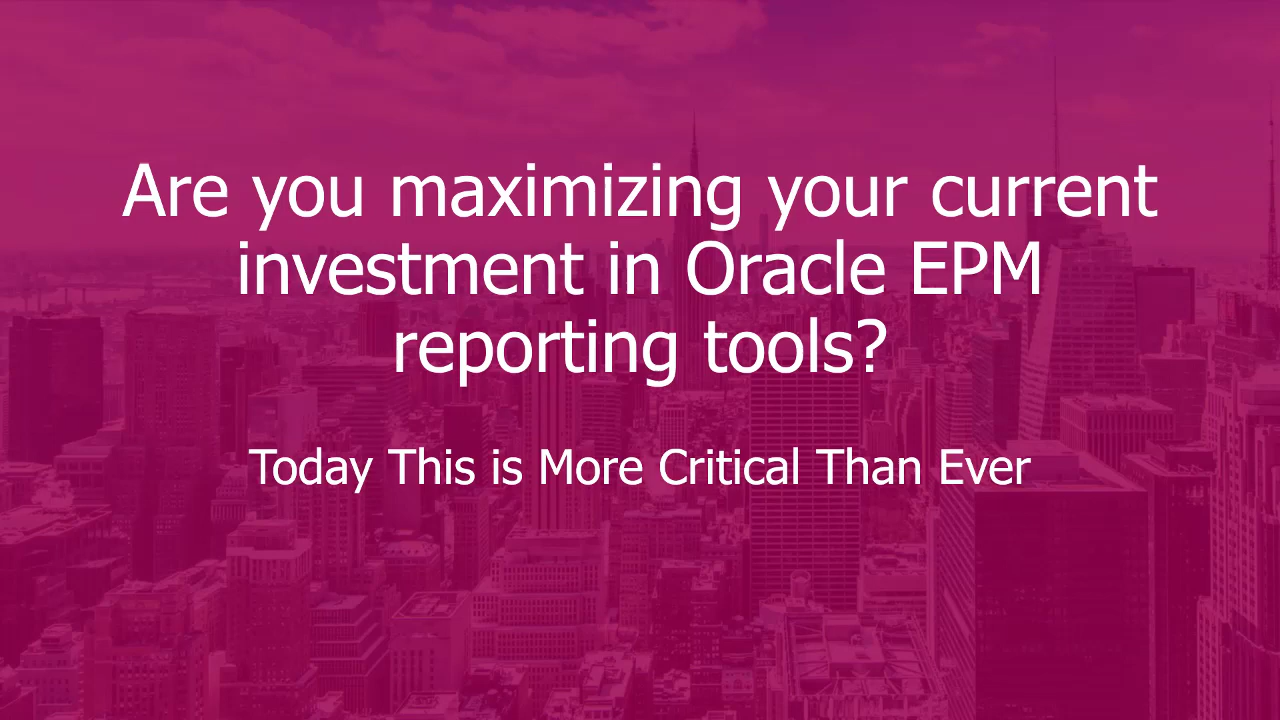 Are you maximizing your current
investment in Oracle EPM
reporting tools?
Today This is More Critical Than Ever